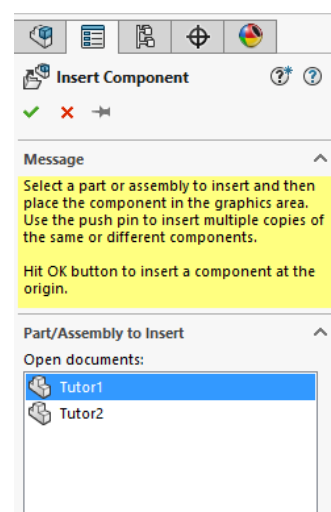 Insert Component
Message
Select a part or assembly to insert and then
place the component in the graphics area.
Use the push pin to insert multiple copies of
the same or different components.
Hit OK button to insert a component at the
origin.
Part/Assembly to Insert
Open documents:
Tutor1
Tutor2